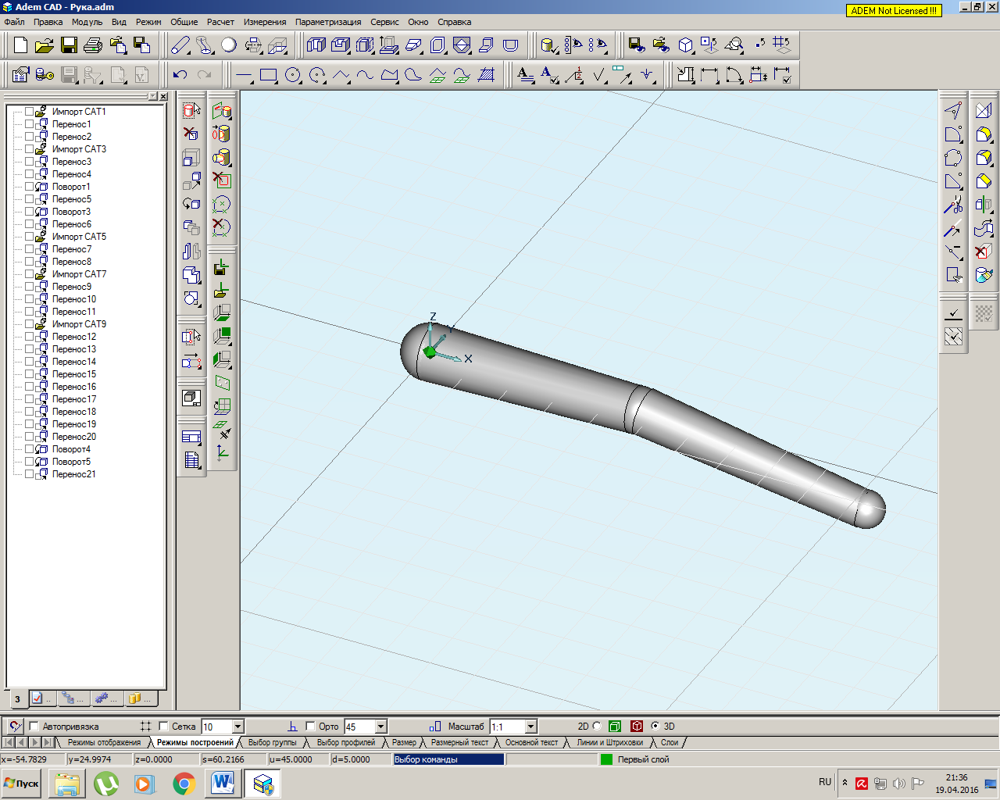 Adem CAD - Рука.adm
ADEM Not Licensed !!!
Файл Правка Модуль Вид Режим Общие Расчет Измерения Параметризация Сервис Окно Справка
Импорт CAT1
Перенос1
Перенос2
Импорт CAT3
Перенос3
Перенос4
Поворот1
Перенос5
Поворот3
Перенос6
Импорт CAT5
Перенос7
Перенос8
Импорт CAT7
Перенос9
Перенос10
Перенос11
Импорт CAT9
Перенос12
Перенос13
Перенос14
Перенос15
Перенос16
Перенос17
Перенос18
Перенос19
Перенос20
Поворот4
Поворот5
Перенос21
Z
Y
X
3 .. ... ... ...
Автопривязка Сетка 10 Орто 45 Масштаб 1:1 2D 3D
Режимы отображения Режимы построений Выбор группы Выбор профилей Размер Размерный текст Основной текст Линии и Штриховки Слои
x=-54.7829 y=24.9974 z=0.0000 s=60.2166 u=45.0000 d=5.0000 Выбор команды Первый слой
Пуск RU 21:36
19.04.2016